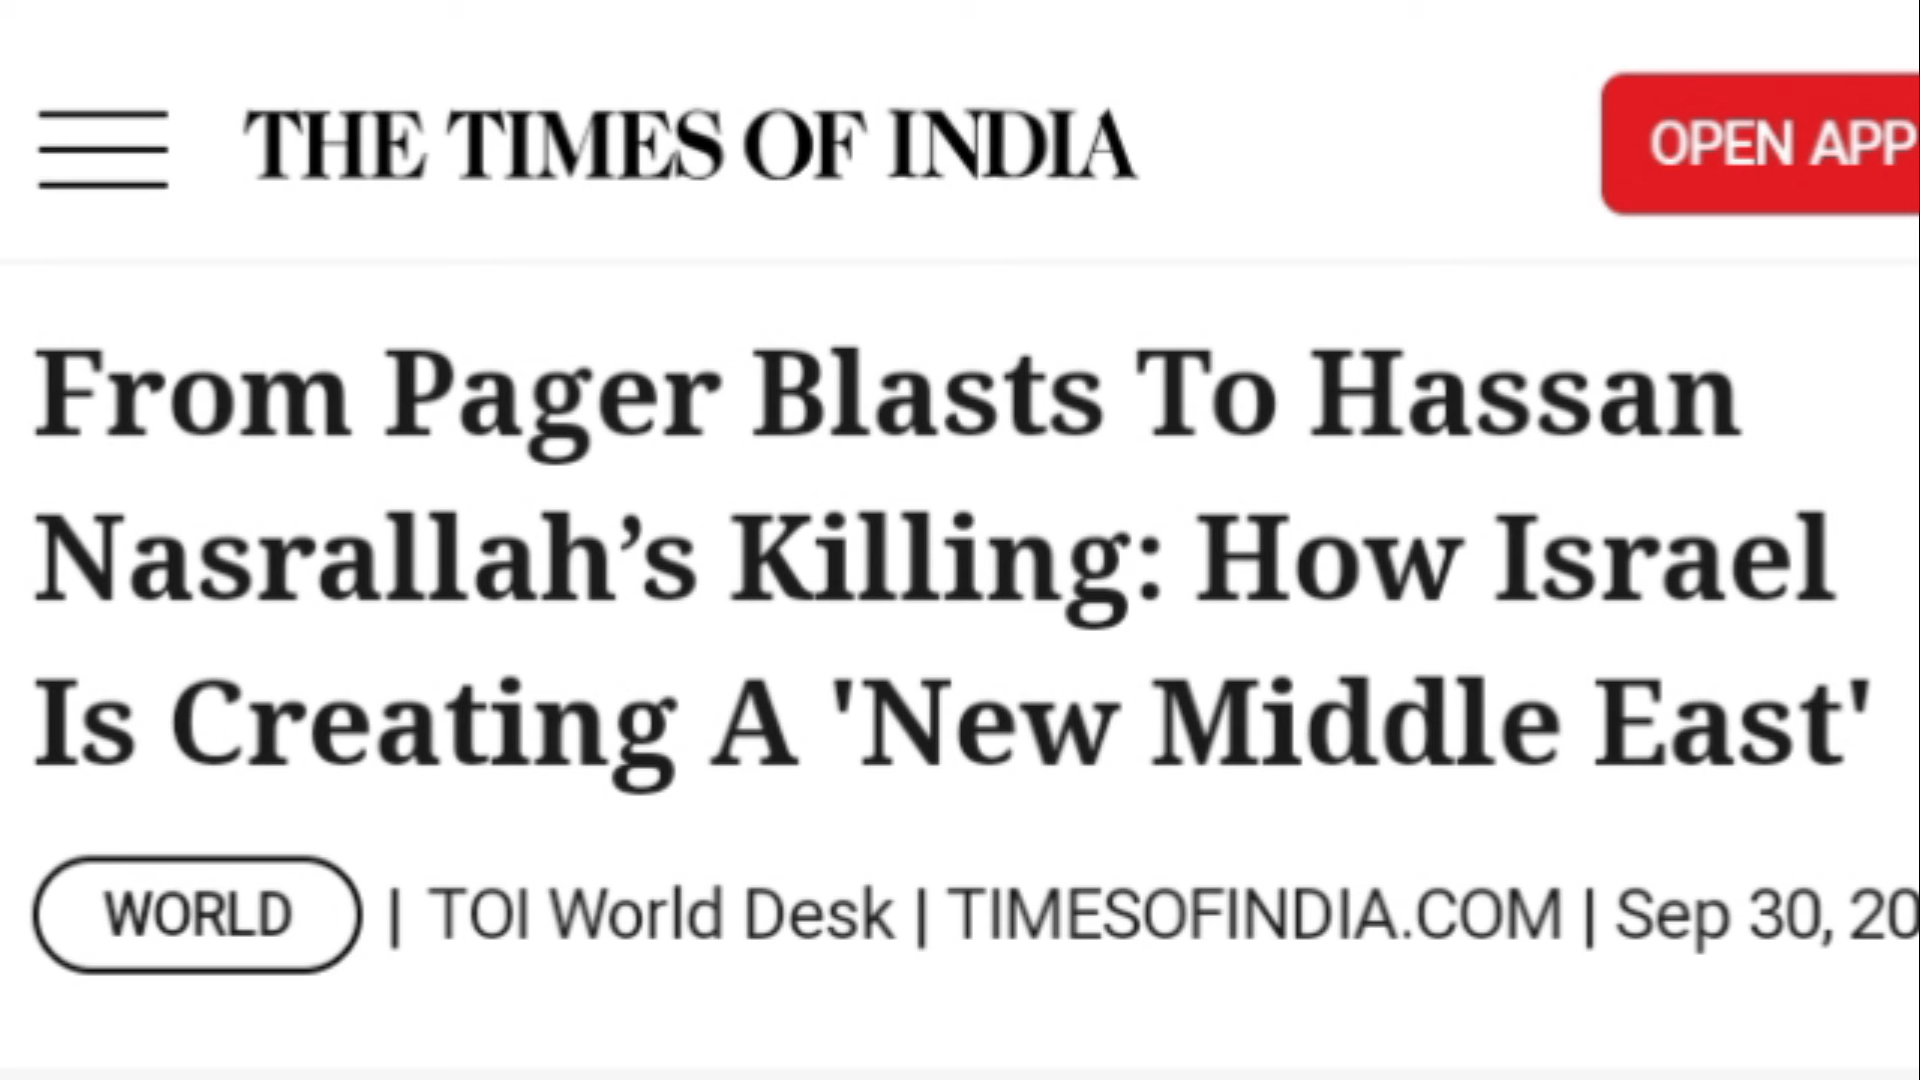 THE TIMES OF INDIA
OPEN APP
From Pager Blasts To Hassan
Nasrallah’s Killing: How Israel
Is Creating A 'New Middle East'
WORLD | TOI World Desk | TIMESOFINDIA.COM | Sep 30, 20